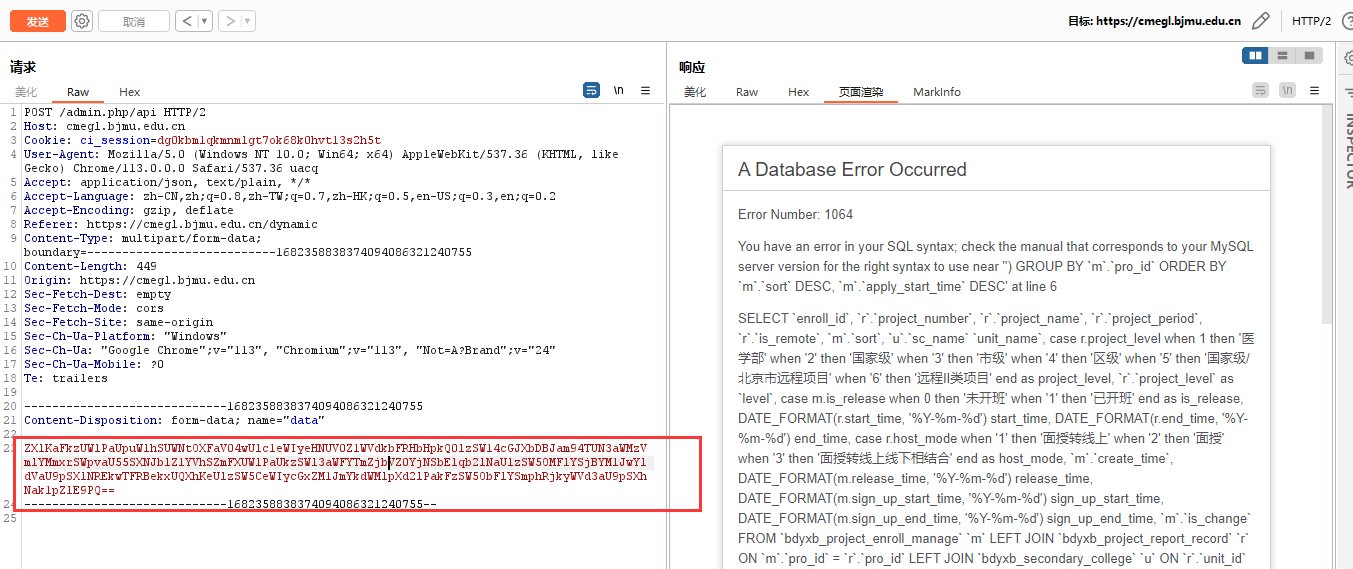 发送
取消
目标: https://cmegl.bjmu.edu.cn
HTTP/2
请求
美化
Raw
Hex
\n
1 POST /admin.php/api HTTP/2
2 Host: cmegl.bjmu.edu.cn
3 Cookie: ci_session=dg0kbmlqkmnmlgt7ok68k0hvtl3s2h5t
4 User-Agent: Mozilla/5.0 (Windows NT 10.0; Win64; x64) AppleWebKit/537.36 (KHTML, like
Gecko) Chrome/113.0.0.0 Safari/537.36 uacq
5 Accept: application/json, text/plain, */*
6 Accept-Language: zh-CN,zh;q=0.8,zh-TW;q=0.7,zh-HK;q=0.5,en-US;q=0.3,en;q=0.2
7 Accept-Encoding: gzip, deflate
8 Referer: https://cmegl.bjmu.edu.cn/dynamic
9 Content-Type: multipart/form-data;
boundary=---------------------------16823588383740940863212​40755
10 Content-Length: 449
11 Origin: https://cmegl.bjmu.edu.cn
12 Sec-Fetch-Dest: empty
13 Sec-Fetch-Mode: cors
14 Sec-Fetch-Site: same-origin
15 Sec-Ch-Ua-Platform: "Windows"
16 Sec-Ch-Ua: "Google Chrome";v="113", "Chromium";v="113", "Not=A?Brand";v="24"
17 Sec-Ch-Ua-Mobile: ?0
18 Te: trailers
19
20 -----------------------------1682358838374094086321240755
21 Content-Disposition: form-data; name="data"
22
23
24 -----------------------------1682358838374094086321240755--
25
响应
美化
Raw
Hex
页面渲染
MarkInfo
\n
A Database Error Occurred
Error Number: 1064
You have an error in your SQL syntax; check the manual that corresponds to your MySQL
server version for the right syntax to use near '') GROUP BY `m`.`pro_id` ORDER BY
`m`.`sort` DESC, `m`.`apply_start_time` DESC' at line 6
SELECT `enroll_id`, `r`.`project_number`, `r`.`project_name`, `r`.`project_period`,
`r`.`is_remote`, `m`.`sort`, `u`.`sc_name` `unit_name`, case r.project_level when 1 then '医
学部' when '2' then '国家级' when '3' then '市级' when '4' then '区级' when '5' then '国家级/
北京市远程项目' when '6' then '远程II类项目' end as project_level, `r`.`project_level` as
`level`, case m.is_release when 0 then '未开班' when '1' then '已开班' end as is_release,
DATE_FORMAT(r.start_time, '%Y-%m-%d') start_time, DATE_FORMAT(r.end_time, '%Y-
%m-%d') end_time, case r.host_mode when '1' then '面授转线上' when '2' then '面授'
when '3' then '面授转线上线下相结合' end as host_mode, `m`.`create_time`,
DATE_FORMAT(m.release_time, '%Y-%m-%d') release_time,
DATE_FORMAT(m.sign_up_start_time, '%Y-%m-%d') sign_up_start_time,
DATE_FORMAT(m.sign_up_end_time, '%Y-%m-%d') sign_up_end_time, `m`.`is_change`
FROM `bdyxb_project_enroll_manage` `m` LEFT JOIN `bdyxb_project_report_record` `r`
ON `m`.`pro_id` = `r`.`pro_id` LEFT JOIN `bdyxb_secondary_college` `u` ON `r`.`unit_id`
INSPECTOR